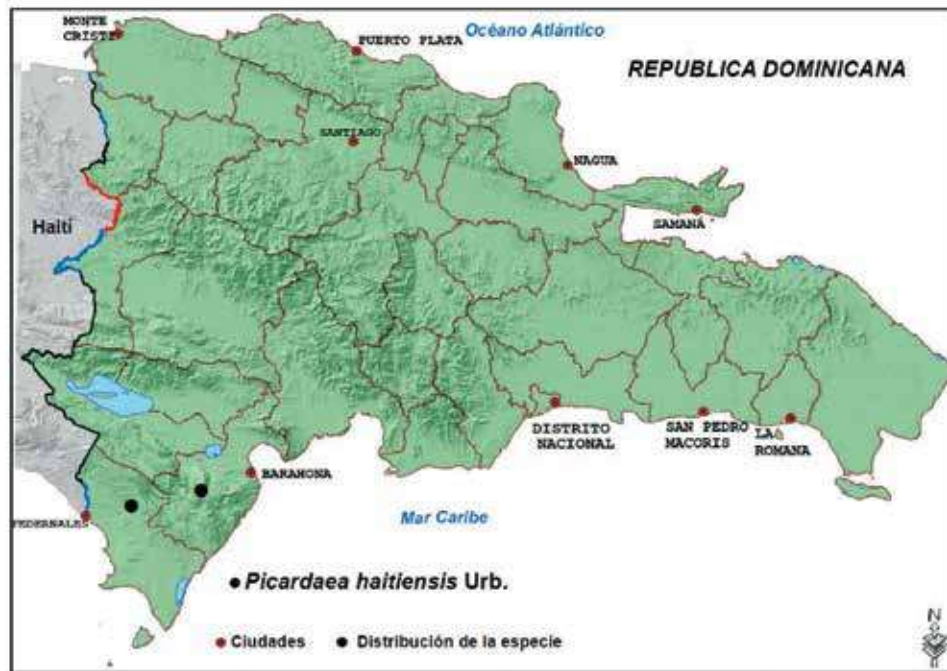 MONTE
CRISTI
PUERTO PLATA
Océano Atlántico
REPUBLICA DOMINICANA
SANTIAGO
NAGUA
SAMANÁ
Haití
DISTRITO
NACIONAL
SAN PEDRO
MACORIS
LA
ROMANA
BARAHONA
PEDERNALES
Mar Caribe
Picardaea haitiensis Urb.
Ciudades
Distribución de la especie
N